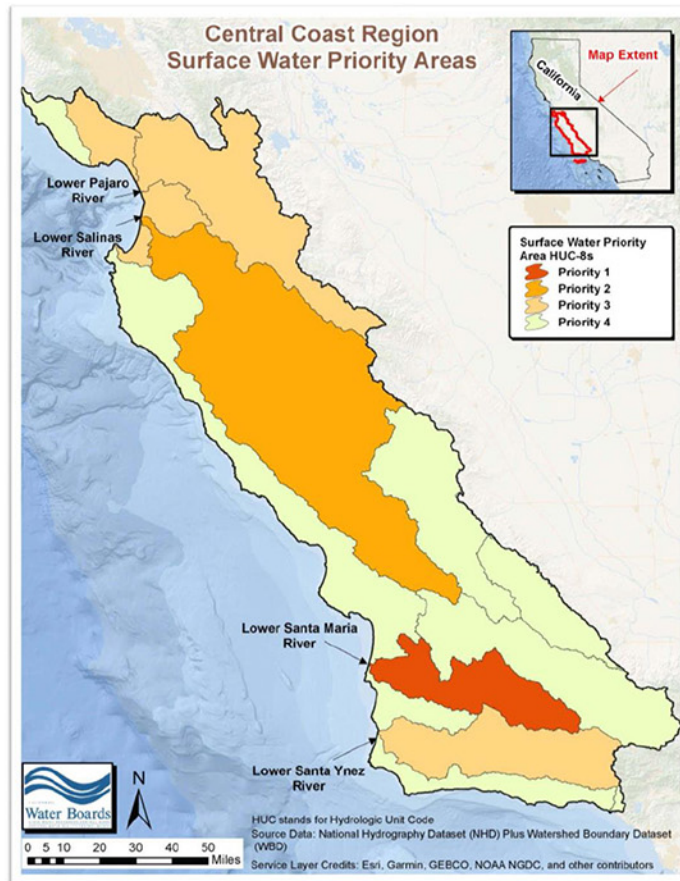 Central Coast Region
Surface Water Priority Areas
Map Extent
California
Lower Pajaro
River
Lower Salinas
River
Surface Water Priority
Area HUC-8s
Priority 1
Priority 2
Priority 3
Priority 4
Lower Santa Maria
River
Lower Santa Ynez
River
Water Boards
N
0 5 10 20 30 40 50
Miles
HUC stands for Hydrologic Unit Code
Source Data: National Hydrography Dataset (NHD) Plus Watershed Boundary Dataset
(WBD)
Service Layer Credits: Esri, Garmin, GEBCO, NOAA NGDC, and other contributors